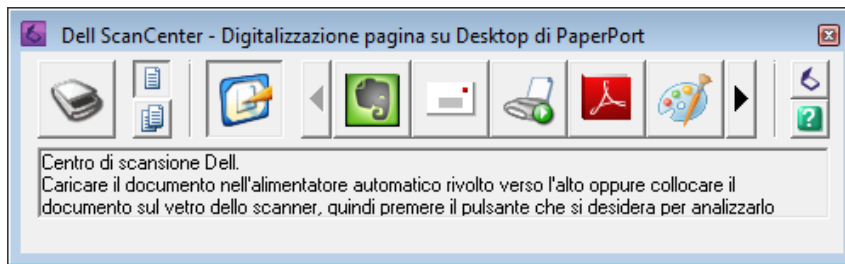 Dell ScanCenter - Digitalizzazione pagina su Desktop di PaperPort
Centro di scansione Dell.
Caricare il documento nell'alimentatore automatico rivolto verso l'alto oppure collocare il
documento sul vetro dello scanner, quindi premere il pulsante che si desidera per analizzarlo